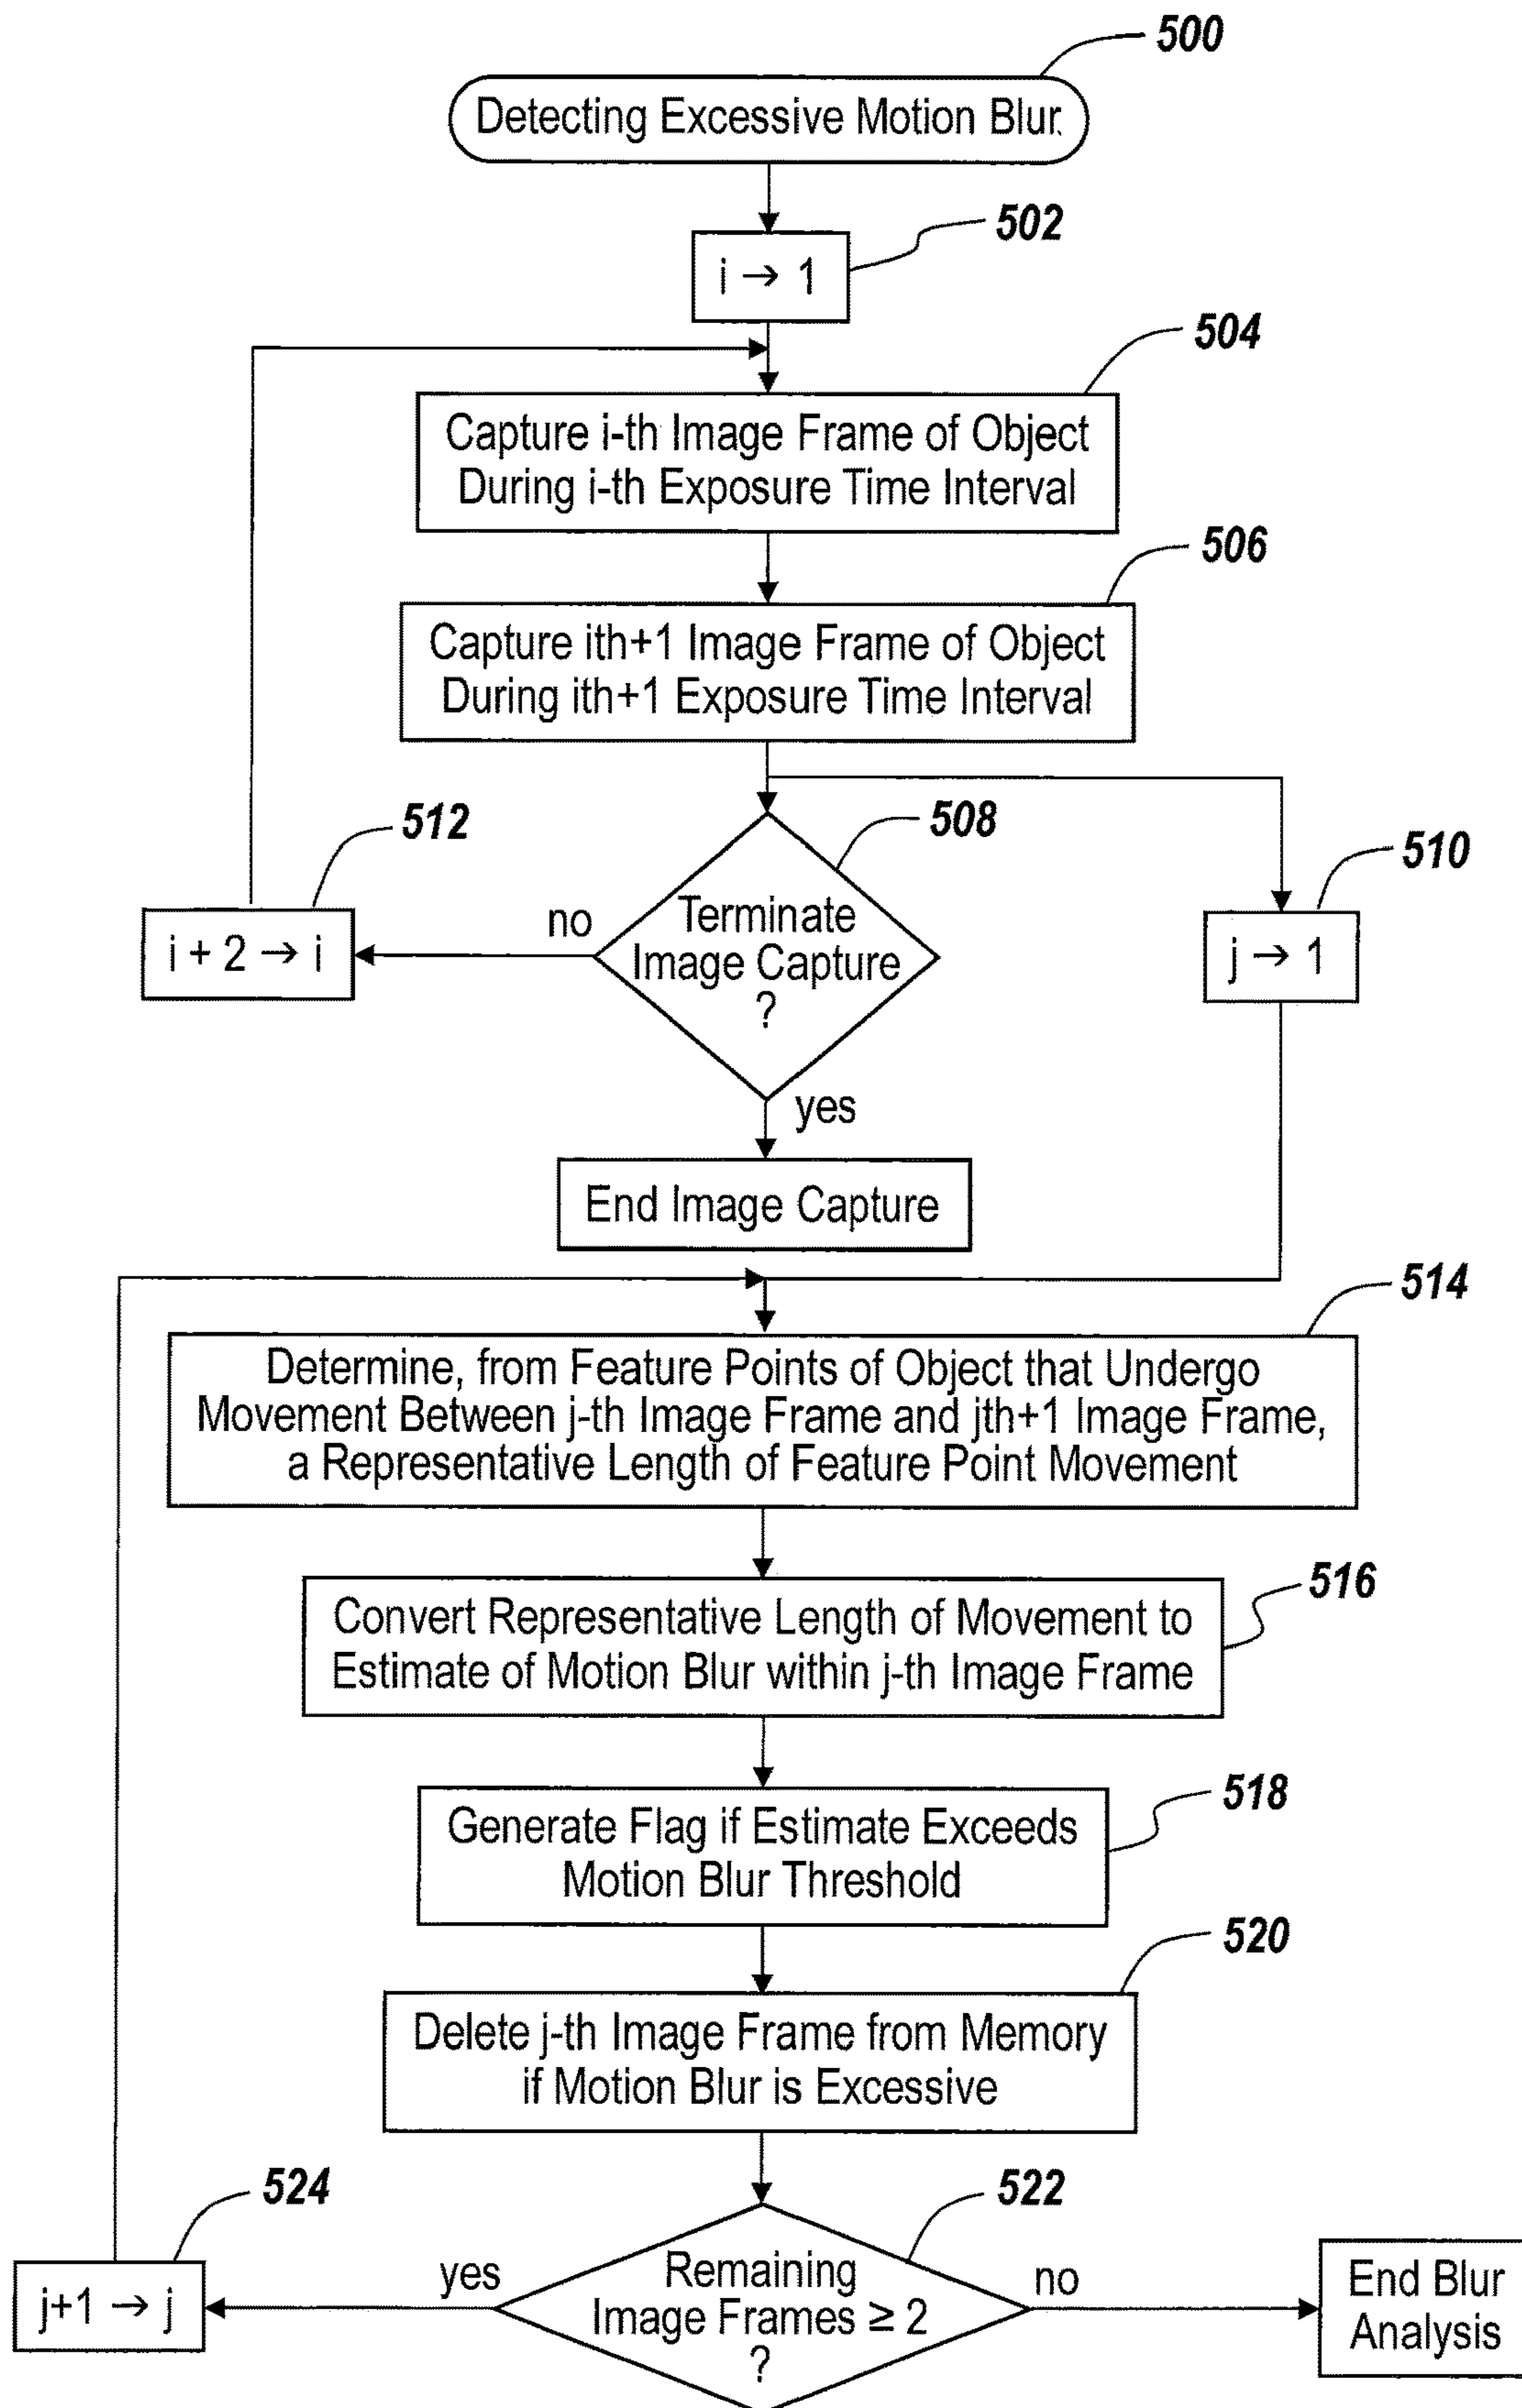 500
Detecting Excessive Motion Blur
502
i → 1
504
Capture i-th Image Frame of Object
During i-th Exposure Time Interval
506
Capture ith+1 Image Frame of Object
During ith+1 Exposure Time Interval
512
508
510
no
Terminate
Image Capture
?
i + 2 → i
j → 1
yes
End Image Capture
514
Determine, from Feature Points of Object that Undergo
Movement Between j-th Image Frame and jth+1 Image Frame,
a Representative Length of Feature Point Movement
516
Convert Representative Length of Movement to
Estimate of Motion Blur within j-th Image Frame
518
Generate Flag if Estimate Exceeds
Motion Blur Threshold
520
Delete j-th Image Frame from Memory
if Motion Blur is Excessive
524
522
yes
Remaining
Image Frames ≥ 2
?
no
j+1 → j
End Blur
Analysis